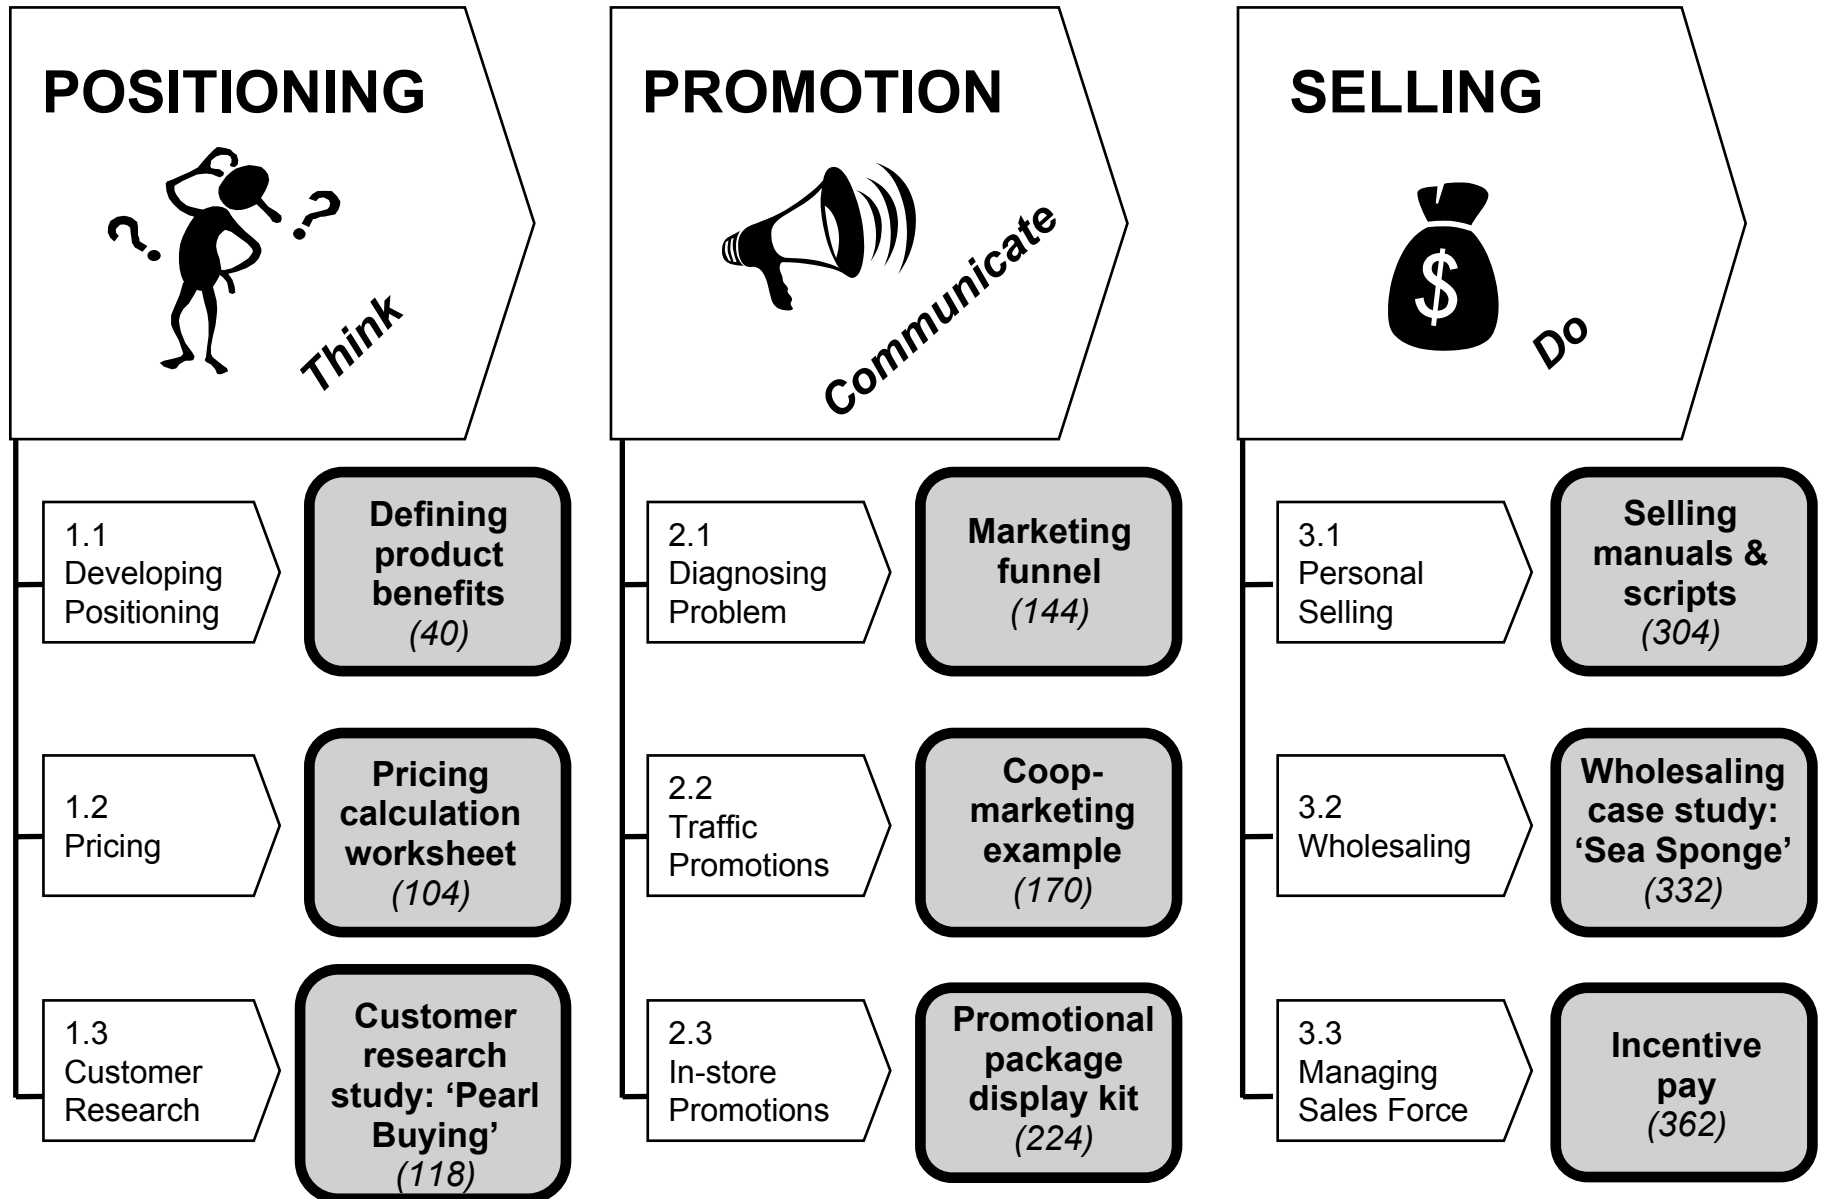 POSITIONING
?
?
Think
1.1
Developing
Positioning
Defining
product
benefits
(40)
1.2
Pricing
Pricing
calculation
worksheet
(104)
1.3
Customer
Research
Customer
research
study: ‘Pearl
Buying’
(118)
PROMOTION
Communicate
2.1
Diagnosing
Problem
Marketing
funnel
(144)
2.2
Traffic
Promotions
Coop-
marketing
example
(170)
2.3
In-store
Promotions
Promotional
package
display kit
(224)
SELLING
$
Do
3.1
Personal
Selling
Selling
manuals &
scripts
(304)
3.2
Wholesaling
Wholesaling
case study:
‘Sea Sponge’
(332)
3.3
Managing
Sales Force
Incentive
pay
(362)